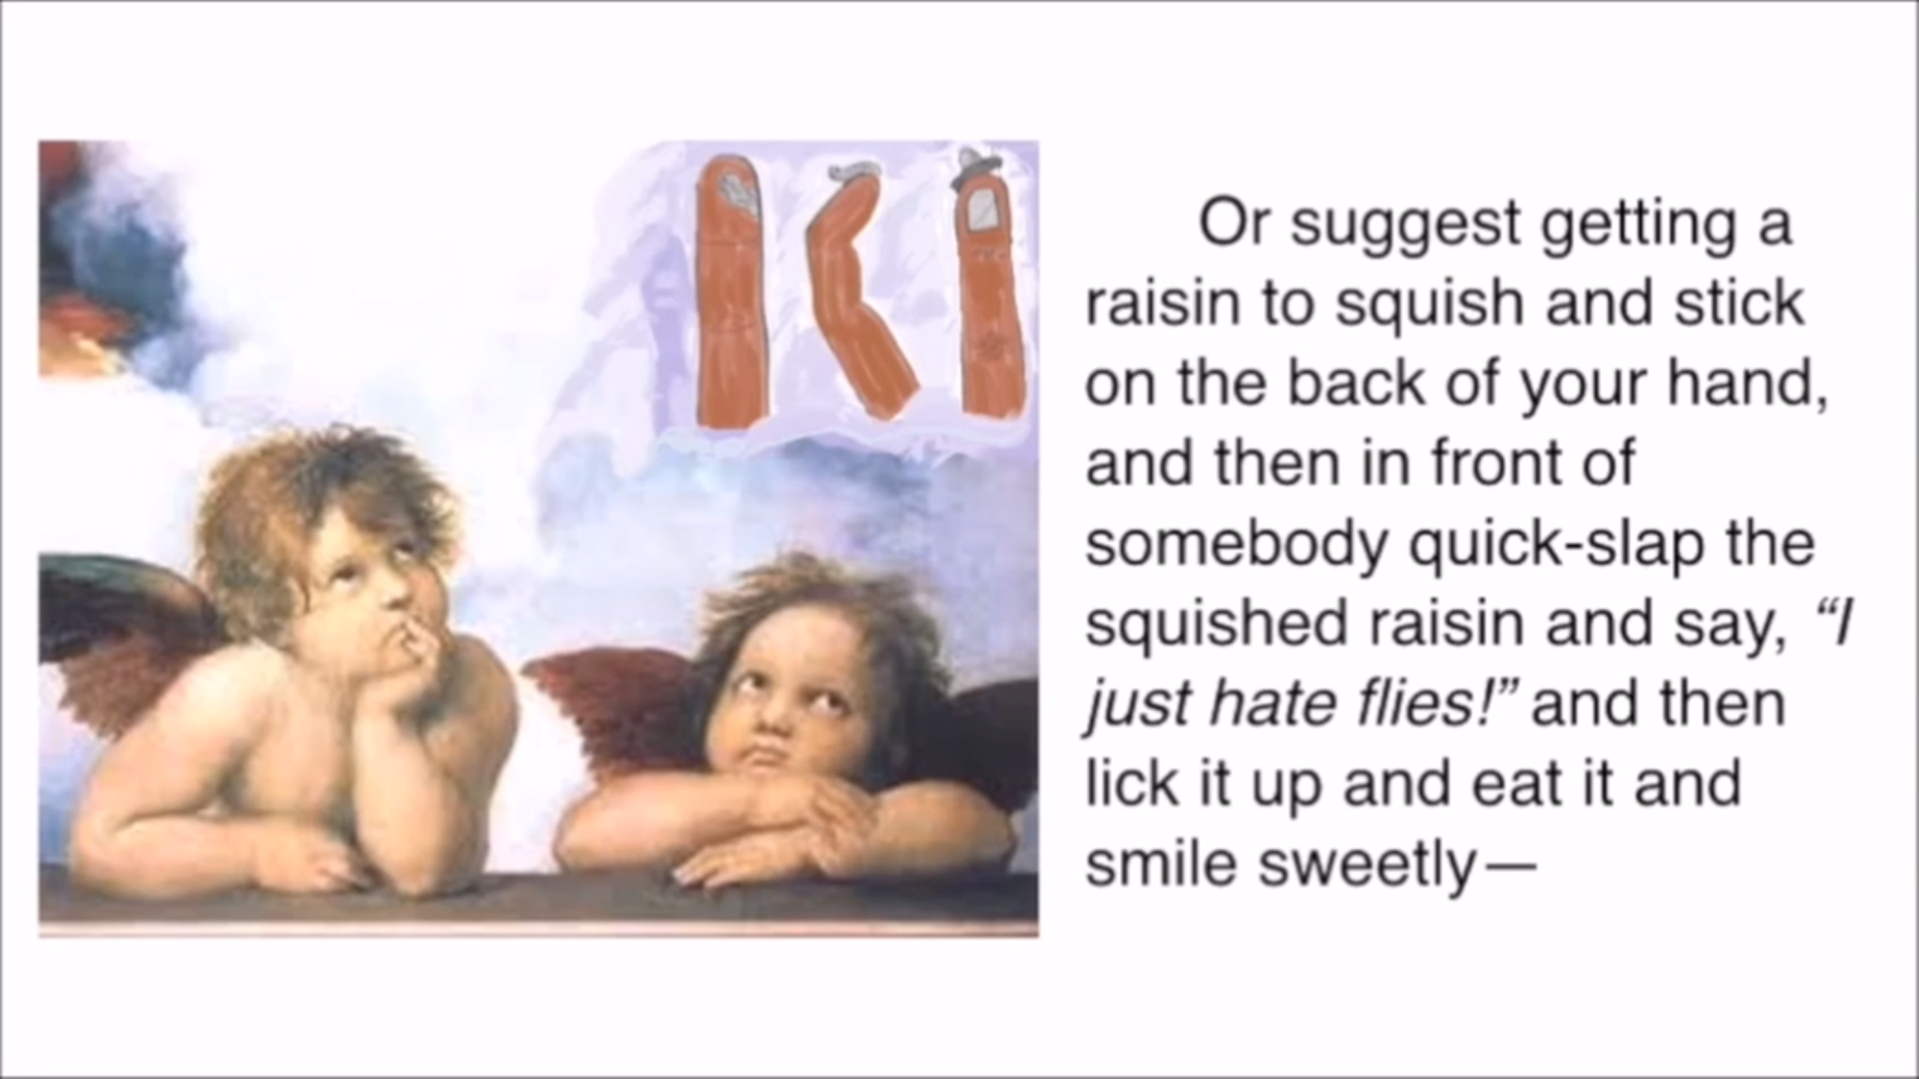 Or suggest getting a
raisin to squish and stick
on the back of your hand,
and then in front of
somebody quick-slap the
squished raisin and say, “I
just hate flies!” and then
lick it up and eat it and
smile sweetly—